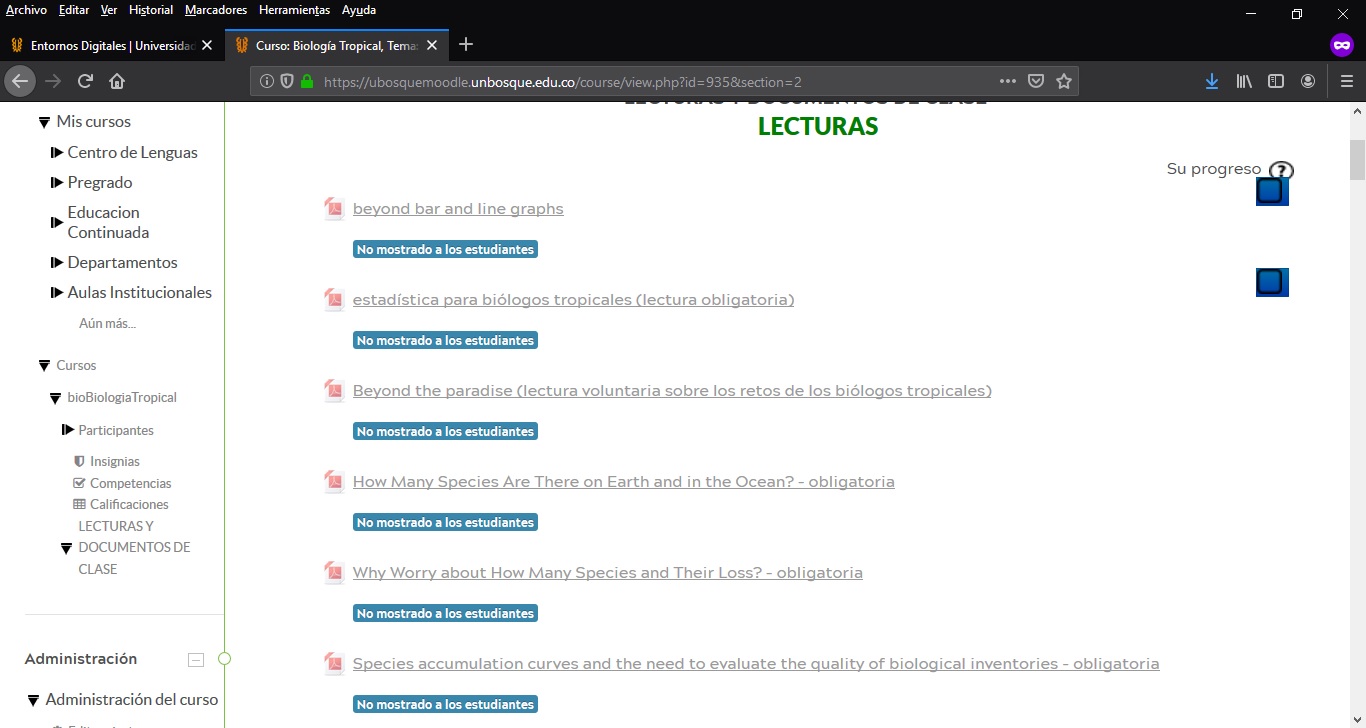 Archivo Editar Ver Historial Marcadores Herramientas Ayuda
Entornos Digitales | Universidad
Curso: Biología Tropical, Tema:
https://ubosquemoodle.unbosque.edu.co/course/view.php?id=935&section=2
LECTURAS Y DOCUMENTOS DE CLASE
LECTURAS
Su progreso
Mis cursos
Centro de Lenguas
Pregrado
Educacion
Continuada
Departamentos
Aulas Institucionales
Aún más...
Cursos
bioBiologiaTropical
Participantes
Insignias
Competencias
Calificaciones
LECTURAS Y
DOCUMENTOS DE
CLASE
Administración
Administración del curso
beyond bar and line graphs
No mostrado a los estudiantes
estadística para biólogos tropicales (lectura obligatoria)
No mostrado a los estudiantes
Beyond the paradise (lectura voluntaria sobre los retos de los biólogos tropicales)
No mostrado a los estudiantes
How Many Species Are There on Earth and in the Ocean? - obligatoria
No mostrado a los estudiantes
Why Worry about How Many Species and Their Loss? - obligatoria
No mostrado a los estudiantes
Species accumulation curves and the need to evaluate the quality of biological inventories - obligatoria
No mostrado a los estudiantes